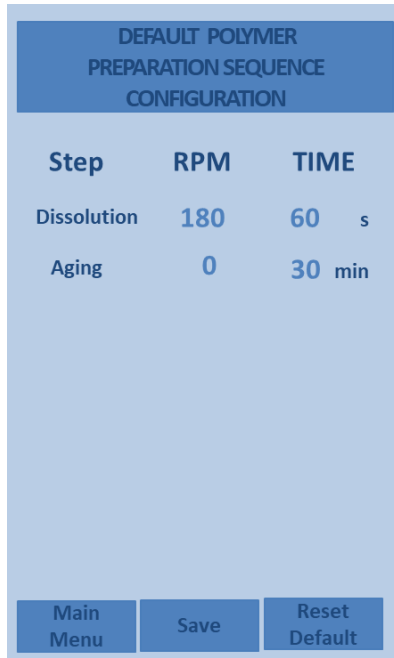 DEFAULT POLYMER
PREPARATION SEQUENCE
CONFIGURATION
Step RPM TIME
Dissolution 180 60 s
Aging 0 30 min
Main
Menu
Save
Reset
Default